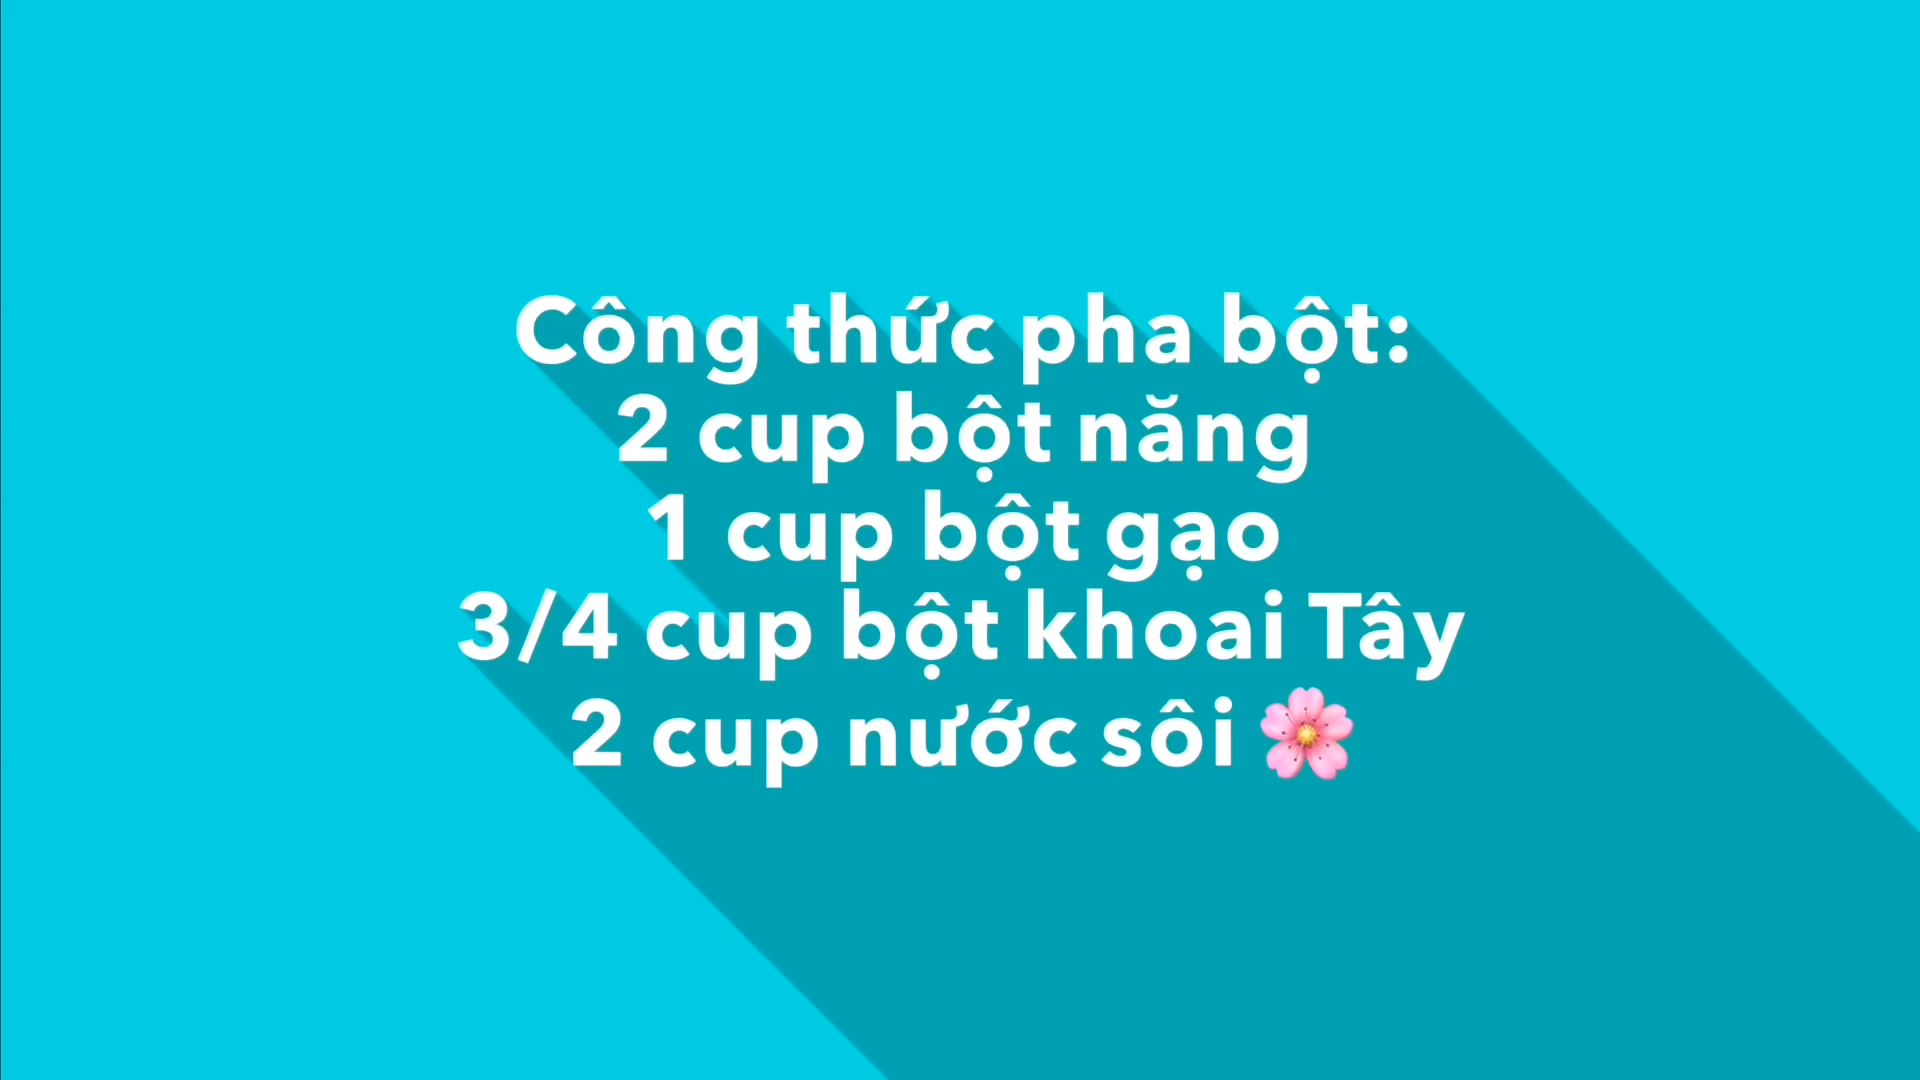 Công thức pha bột:
2 cup bột năng
1 cup bột gạo
3/4 cup bột khoai Tây
2 cup nước sôi 🌸